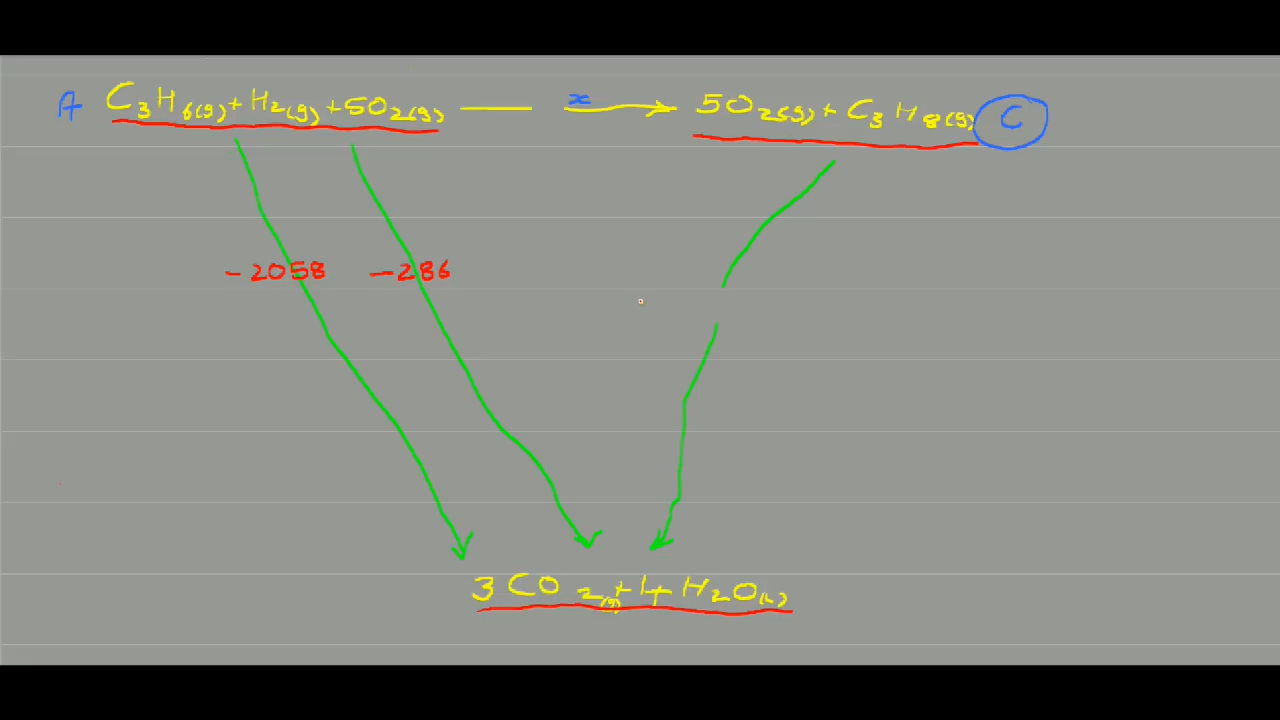 A C3H6(g) + H2(g) + 5O2(g) x → 5O2(g) + C3H8(g) C
-2058 -286
3CO2(g) + 4H2O(l)